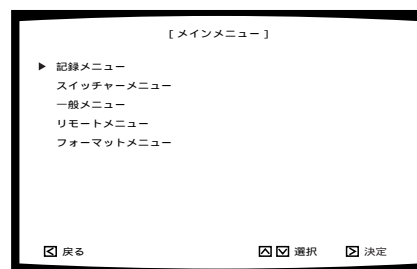 [メインメニュー]
▶ 記録メニュー
スイッチャーメニュー
一般メニュー
リモートメニュー
フォーマットメニュー
戻る 選択 決定